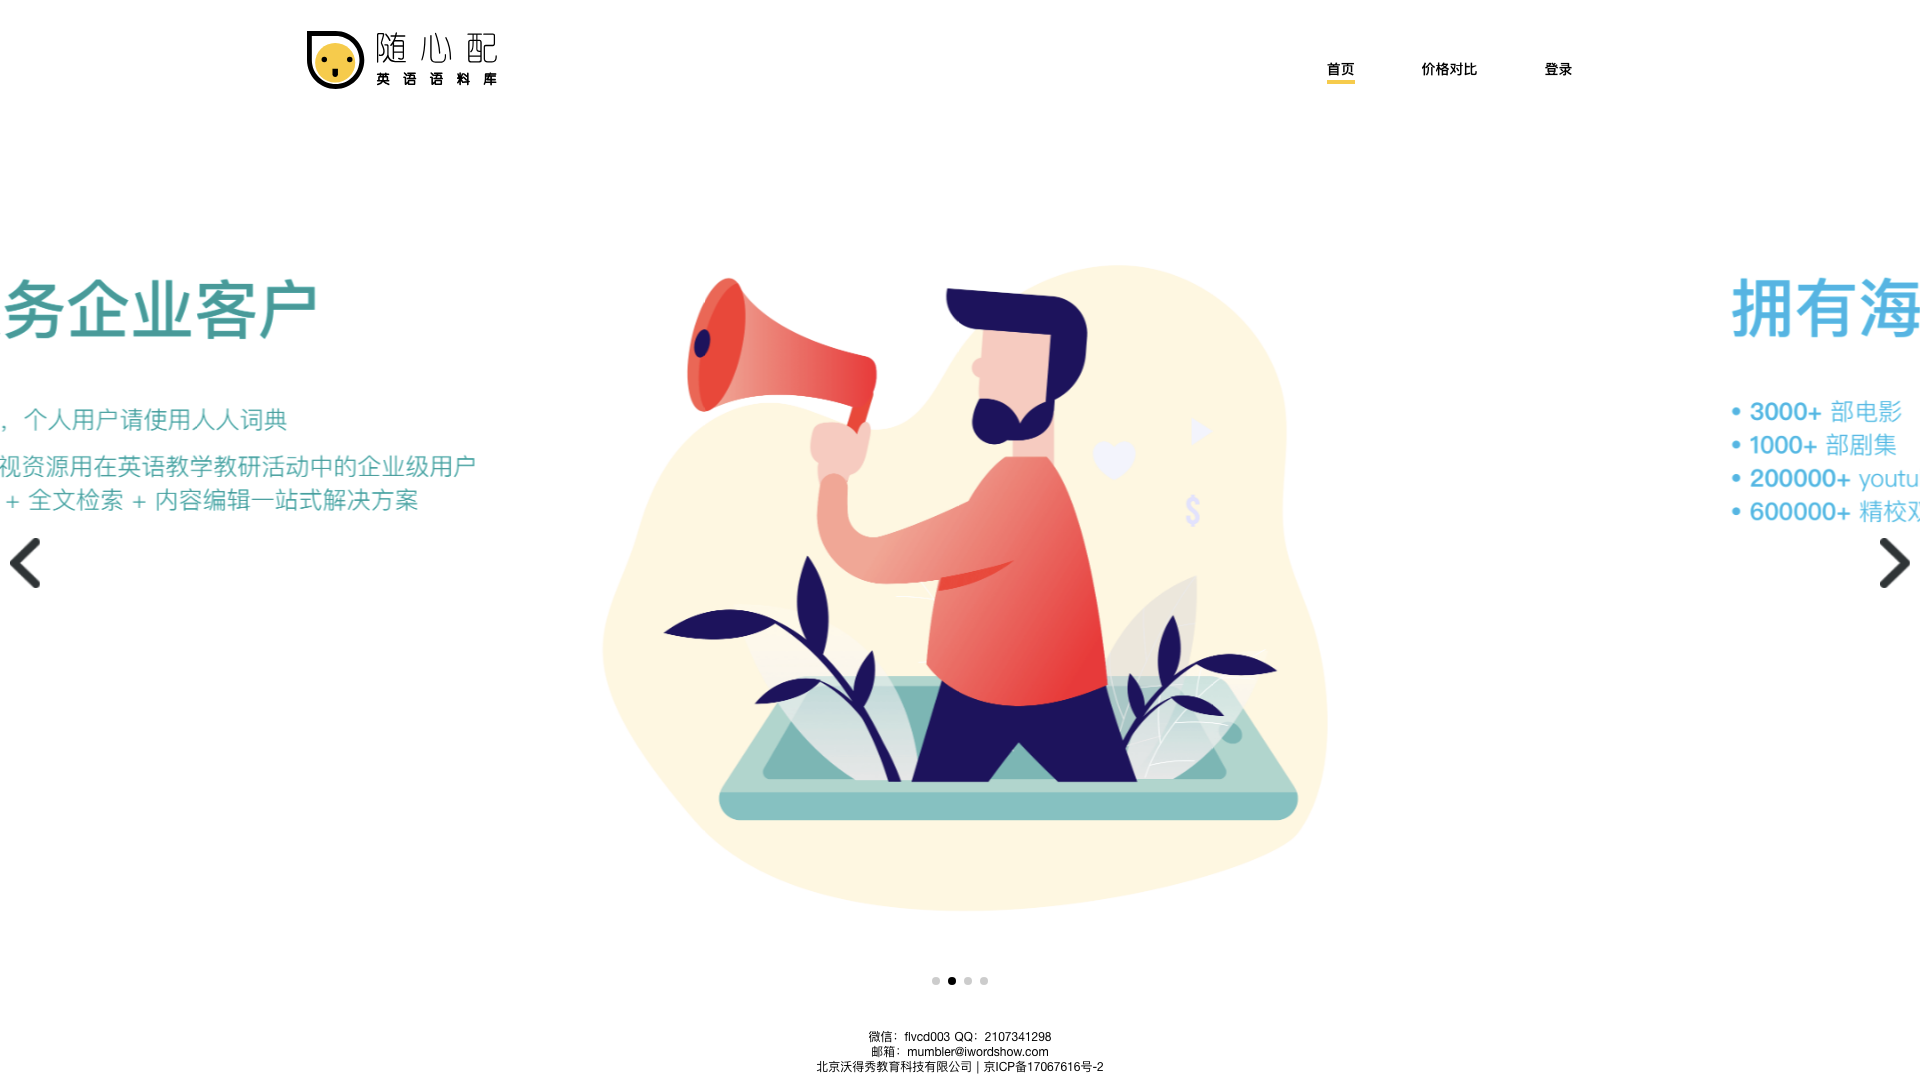 随心配
英语语料库
首页
价格对比
登录
务企业客户
，个人用户请使用人人词典
视资源用在英语教学教研活动中的企业级用户
+ 全文检索 + 内容编辑一站式解决方案
拥有海
• 3000+ 部电影
• 1000+ 部剧集
• 200000+ youtu
• 600000+ 精校双
$
微信：flvcd003 QQ：2107341298
邮箱：mumbler@iwordshow.com
北京沃得秀教育科技有限公司 | 京ICP备17067616号-2